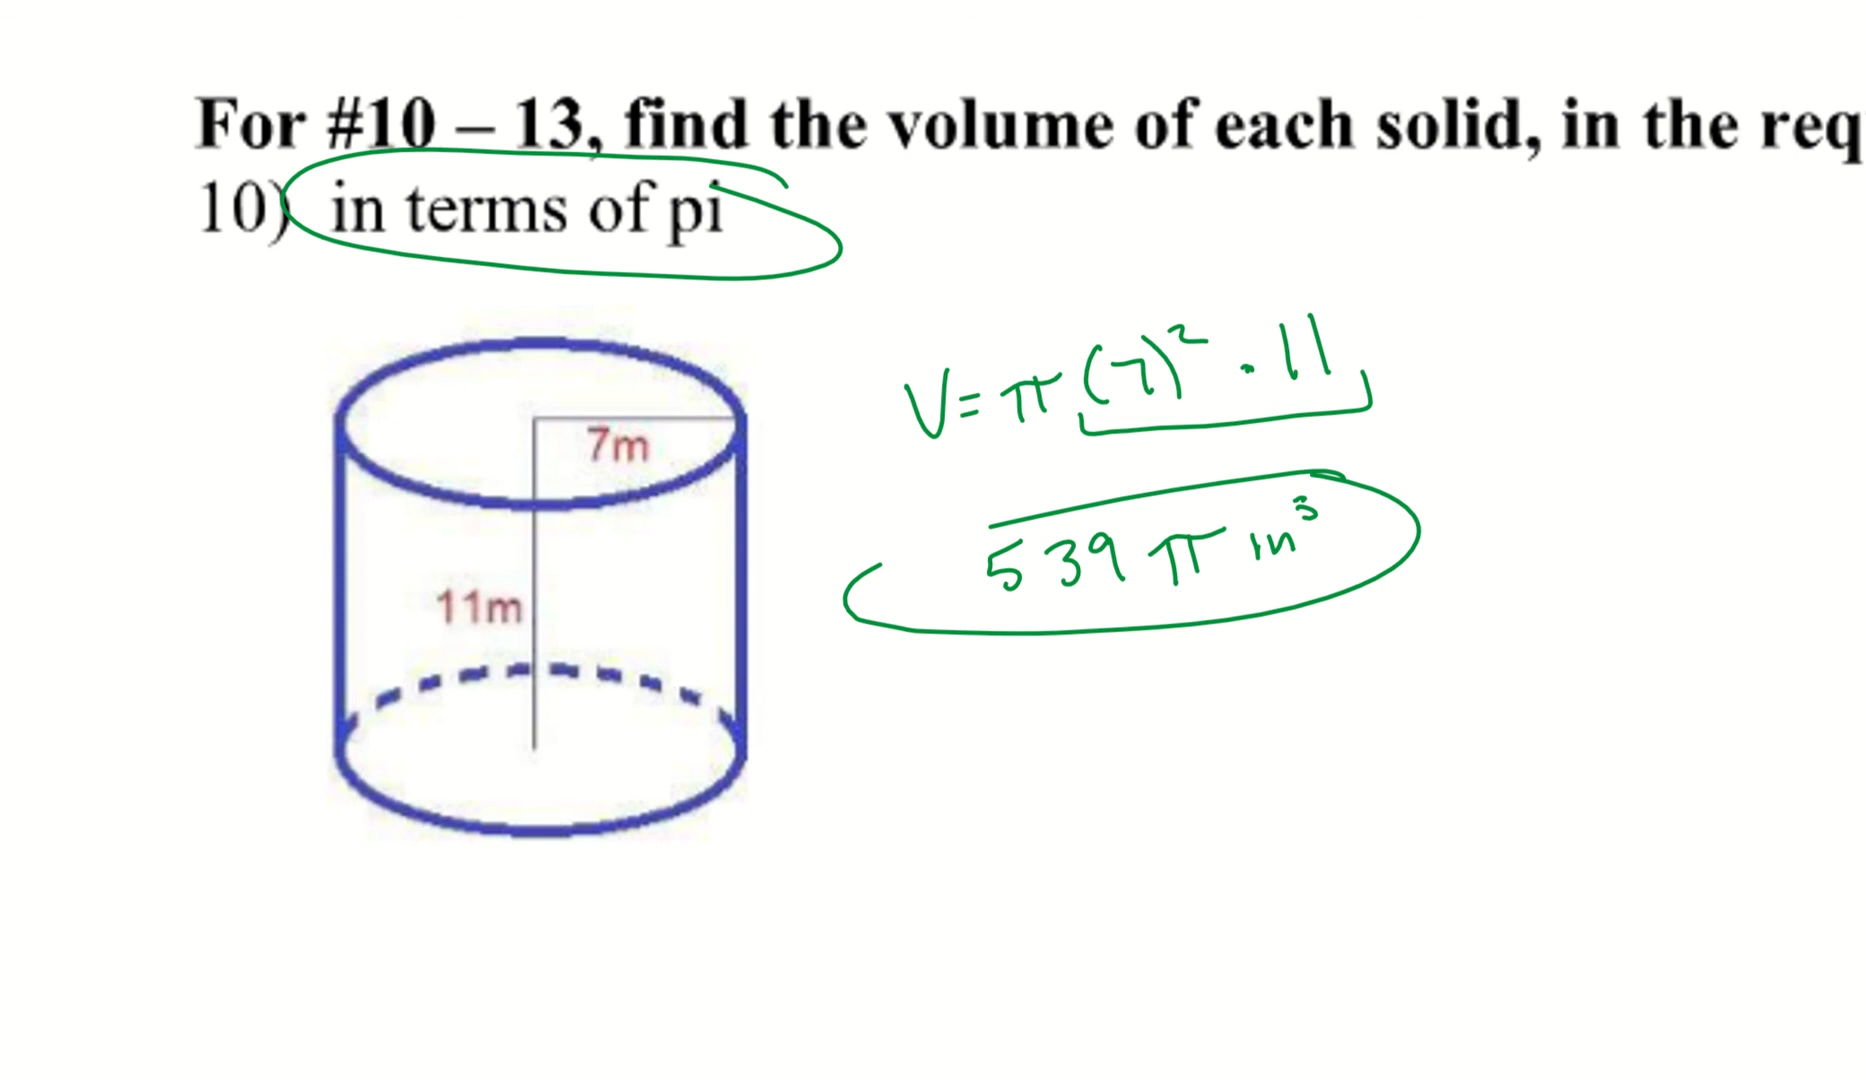 For #10 – 13, find the volume of each solid, in the req
10) in terms of pi
V = π (7)² · 11
7m
539 π in³
11m